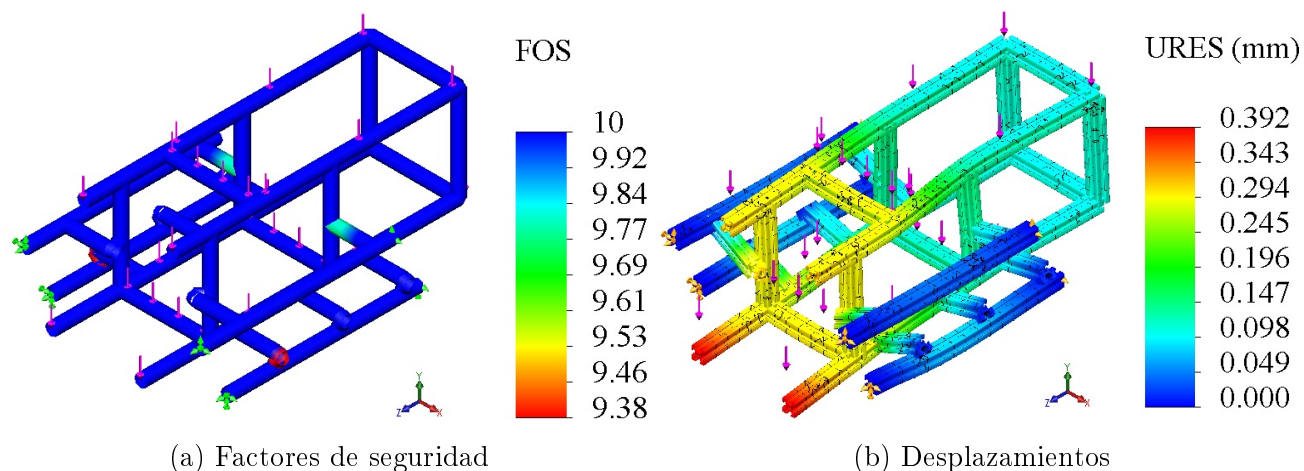 FOS
10
9.92
9.84
9.77
9.69
9.61
9.53
9.46
9.38
Y
Z
X
(a) Factores de seguridad
URES (mm)
0.392
0.343
0.294
0.245
0.196
0.147
0.098
0.049
0.000
Y
Z
X
(b) Desplazamientos